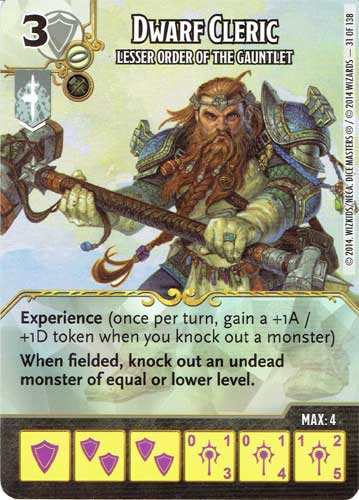 3
DWARF CLERIC
LESSER ORDER OF THE GAUNTLET
© 2014. WIZKIDS/NECA. DICE MASTERS ® / © 2014 WIZARDS — 31 OF 138
Experience (once per turn, gain a +1A /
+1D token when you knock out a monster)
When fielded, knock out an undead
monster of equal or lower level.
MAX: 4
0 1 3
0 1 4
1 2 5